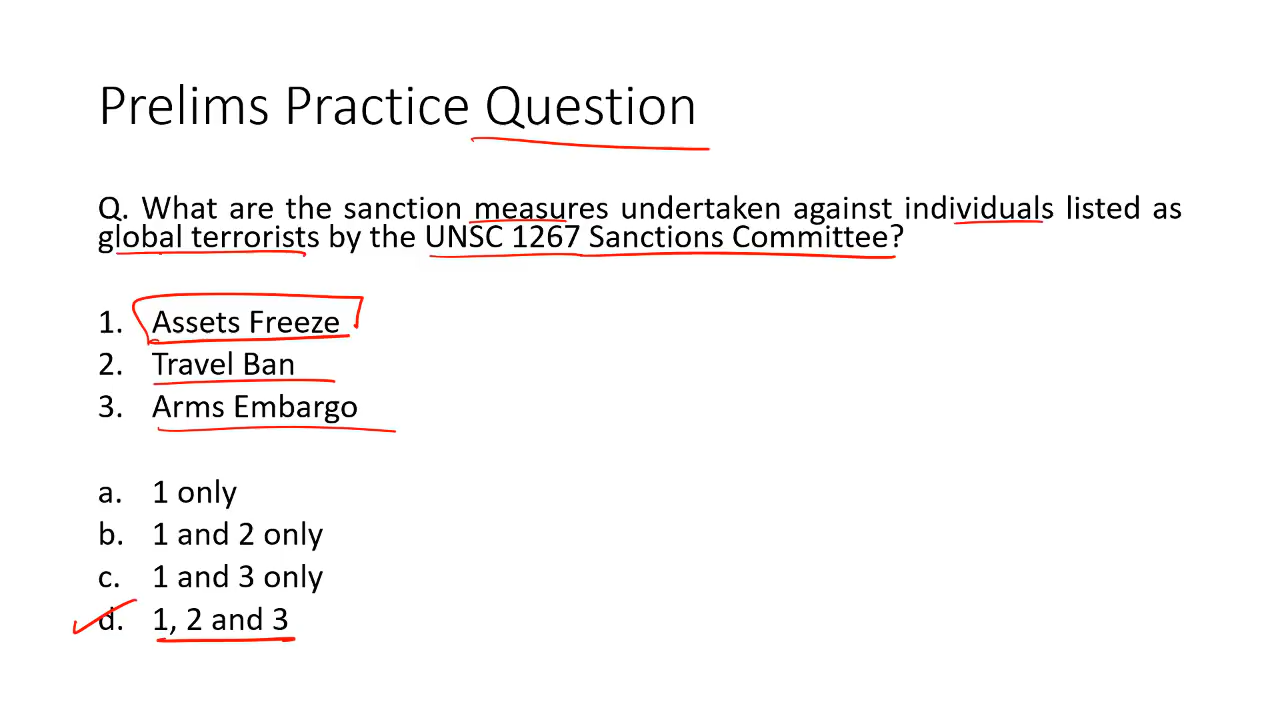 Prelims Practice Question
Q. What are the sanction measures undertaken against individuals listed as
global terrorists by the UNSC 1267 Sanctions Committee?
1. Assets Freeze
2. Travel Ban
3. Arms Embargo
a. 1 only
b. 1 and 2 only
c. 1 and 3 only
d. 1, 2 and 3